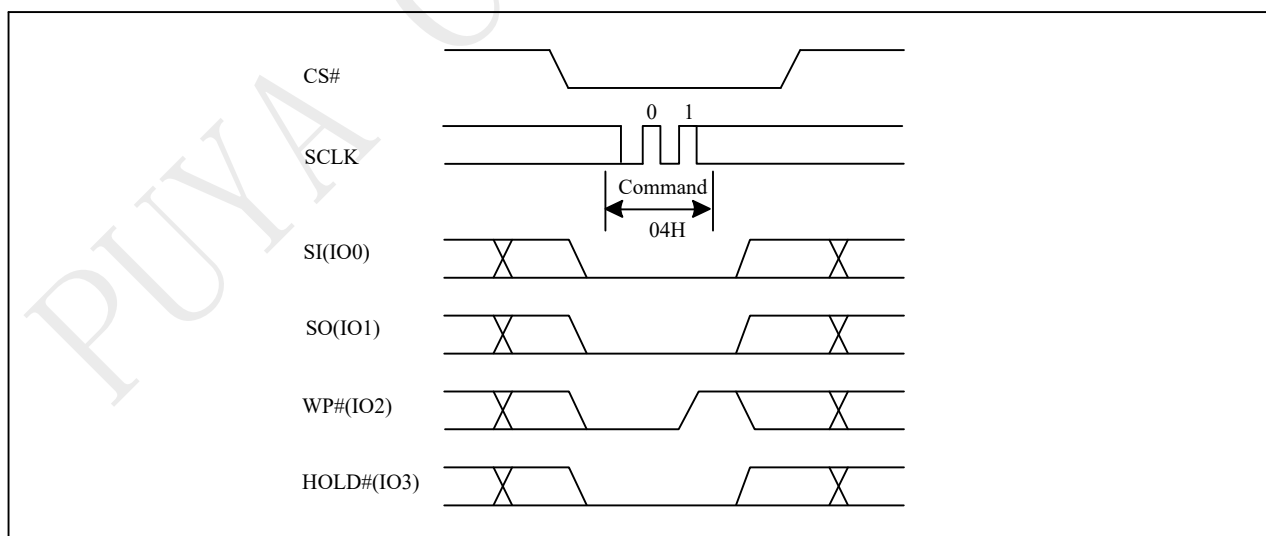 PUYA
CS#
0 1
SCLK
Command
04H
SI(IO0)
SO(IO1)
WP#(IO2)
HOLD#(IO3)